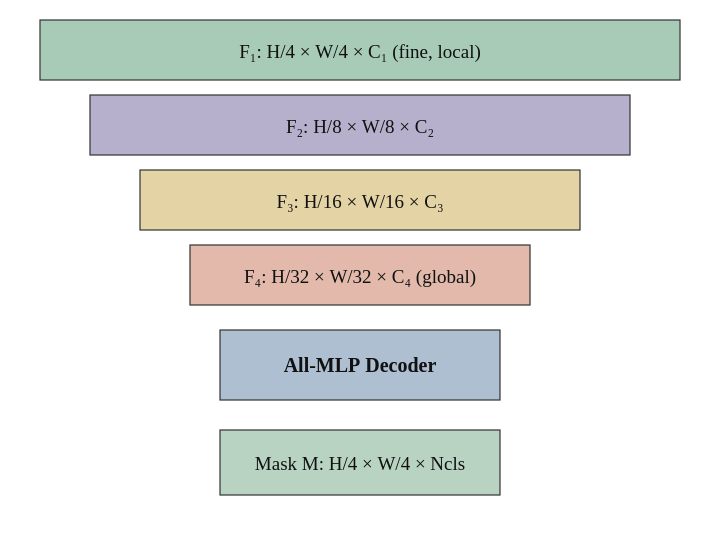 F₁: H/4 × W/4 × C₁ (fine, local)
F₂: H/8 × W/8 × C₂
F₃: H/16 × W/16 × C₃
F₄: H/32 × W/32 × C₄ (global)
All-MLP Decoder
Mask M: H/4 × W/4 × Ncls